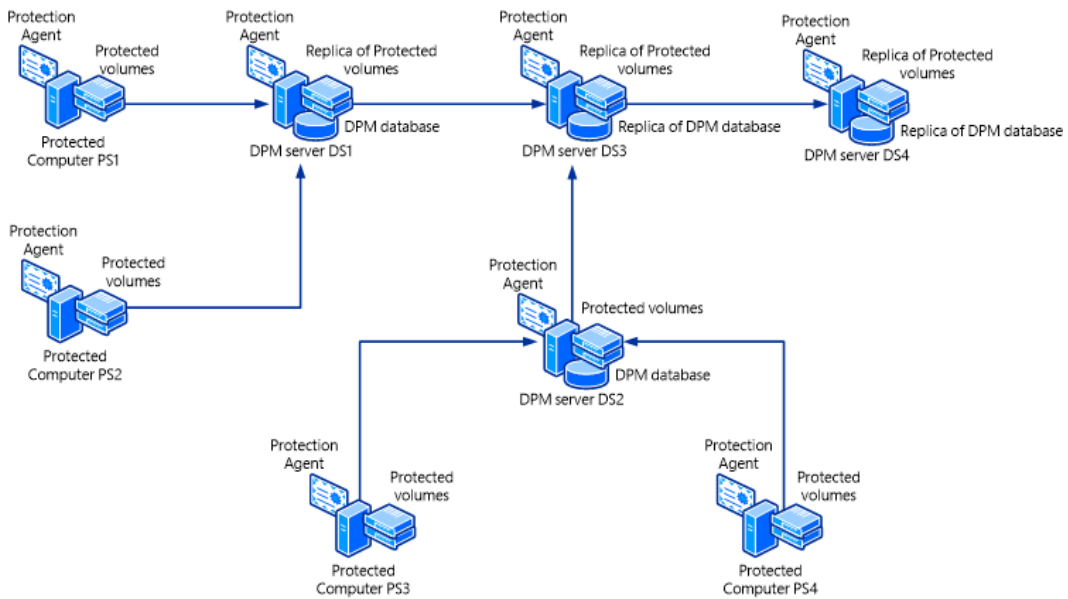 Protection
Agent
Protected
volumes
Protected
Computer PS1
Protection
Agent
Replica of Protected
volumes
DPM database
DPM server DS1
Protection
Agent
Replica of Protected
volumes
Replica of DPM database
DPM server DS3
Protection
Agent
Replica of Protected
volumes
Replica of DPM database
DPM server DS4
Protection
Agent
Protected
volumes
Protected
Computer PS2
Protection
Agent
Protected volumes
DPM database
DPM server DS2
Protection
Agent
Protected
volumes
Protected
Computer PS3
Protection
Agent
Protected
volumes
Protected
Computer PS4